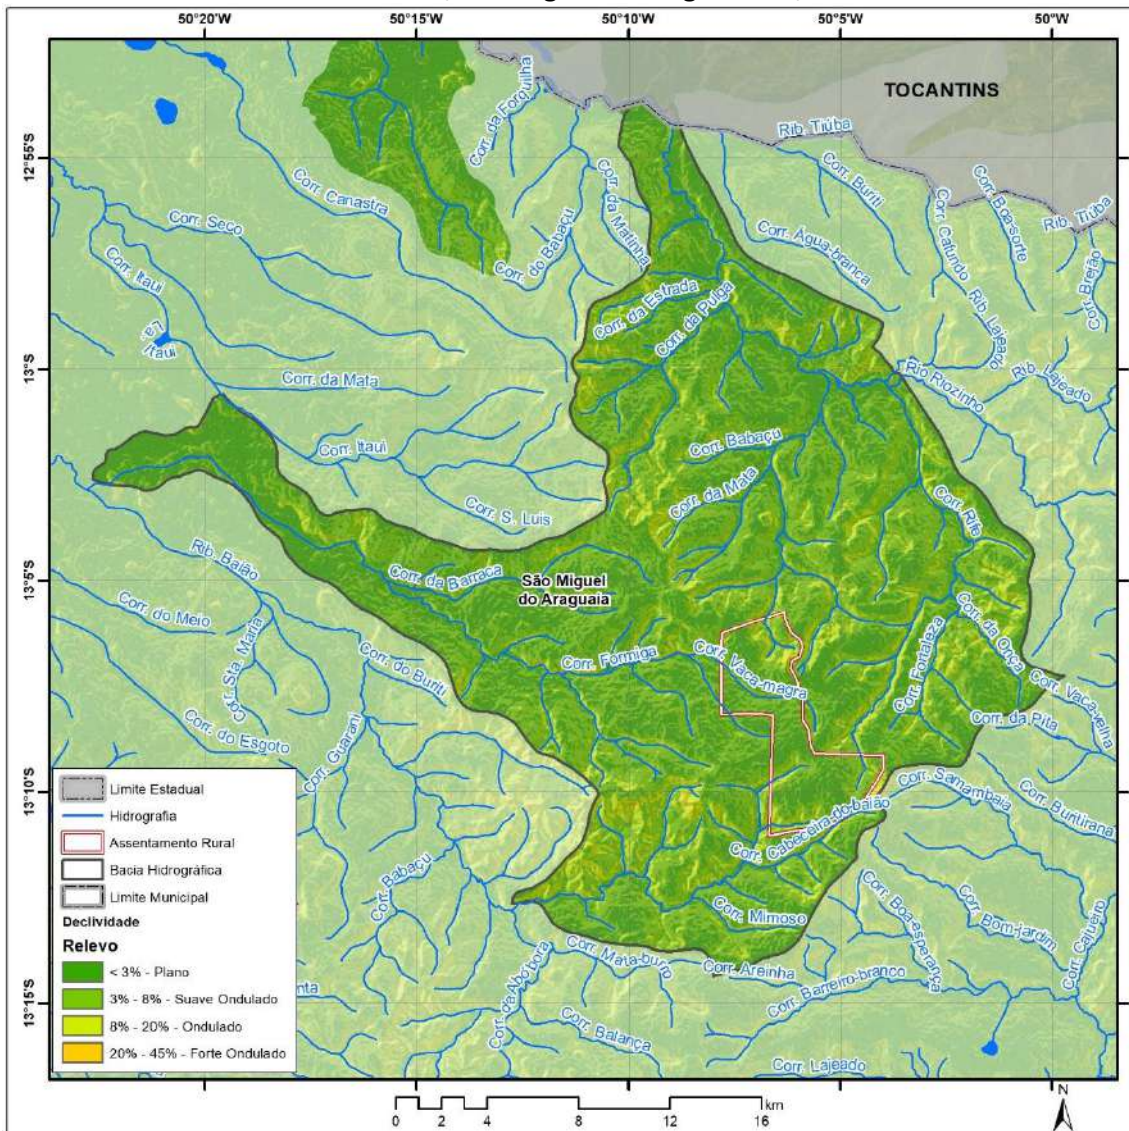 50°20'W
50°15'W
50°10'W
50°5'W
50°W
TOCANTINS
Corr. da Forquilha
Rib. Tiúba
12°55'S
Corr. Canastra
Corr. da Matinha
Corr. Buriti
Corr. Boa-sorte
Corr. Seço
Corr. Cafundo
Rib. Tiúba
Corr. do Babaçu
Corr. Água-branca
Corr. Itaui
Corr. Brejão
Corr. da Estrada
Corr. da Pulga
Rib. Lajeado
La.
Itaui
13°S
Corr. da Mata
Rio Riozinho
Rib. Lajeado
Corr. Itaui
Corr. Babaçu
Corr. da Mata
Corr. S. Luis
Corr. Rife
Rib. Baião
13°5'S
Corr. da Barraca
São Miguel
do Araguaia
Corr. do Meio
Corr. Sta. Maria
Corr. Formiga
Corr. Vaca-magra
Corr. Fortaleza
Corr. da Onça
Corr. do Buriti
Corr. Vaca-velha
Corr. do Esgoto
Corr. da Pita
Corr. Guarani
13°10'S
Corr. Samambaia
Corr. Buritirana
Corr. Cabeceira-do-baião
Limite Estadual
Hidrografia
Assentamento Rural
Bacia Hidrográfica
Limite Municipal
Declividade
Relevo
< 3% - Plano
3% - 8% - Suave Ondulado
8% - 20% - Ondulado
20% - 45% - Forte Ondulado
Corr. Babaçu
Corr. Mimoso
Corr. Boa-esperança
Corr. Bom-jardim
Corr. Cajueiro
Corr. da Abóbora
Corr. Mata-burro
Corr. Areinha
Corr. Barreiro-branco
13°15'S
nta
Corr. Balança
Corr. Lajeado
N
km
0 2 4 8 12 16